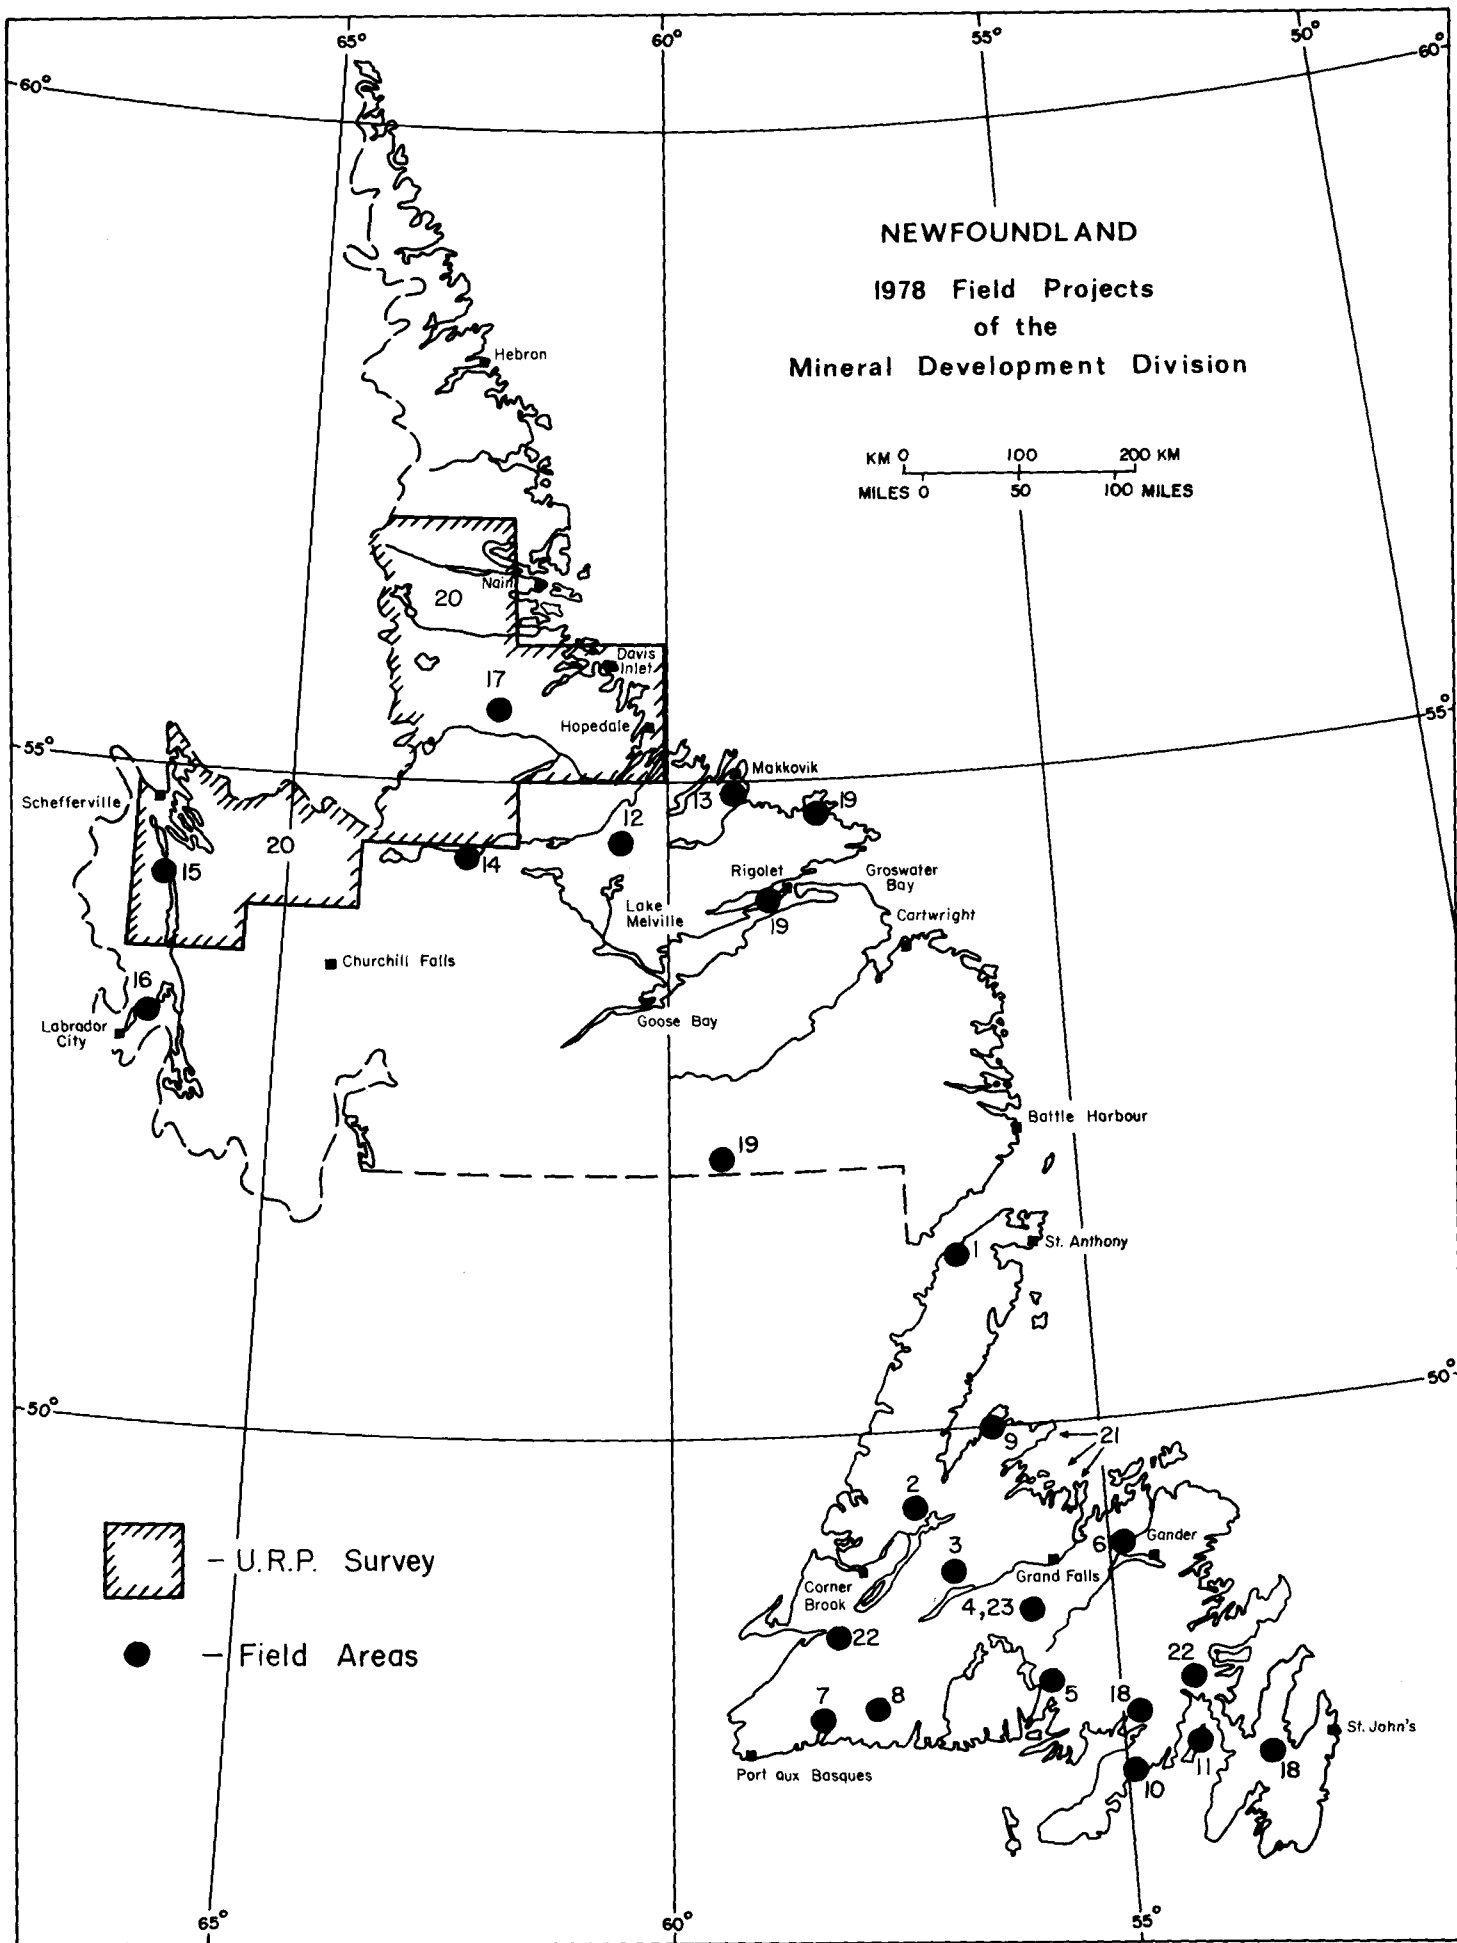 65°
60°
55°
50°
60°
60°
NEWFOUNDLAND
1978 Field Projects
of the
Mineral Development Division
Hebron
KM 0 100 200 KM
MILES 0 50 100 MILES
Nain
20
Davis
Inlet
17
Hopedale
55°
55°
Makkovik
Schefferville
13
19
12
20
14
15
Rigolet
Groswater
Bay
Lake
Melville
19
Cartwright
Churchill Falls
16
Labrador
City
Goose Bay
Battle Harbour
19
1
St. Anthony
50°
50°
21
9
2
6
Gander
3
Grand Falls
Corner
Brook
4,23
22
22
7
8
5
18
St. John's
11
18
Port aux Basques
10
– U.R.P. Survey
– Field Areas
65°
60°
55°